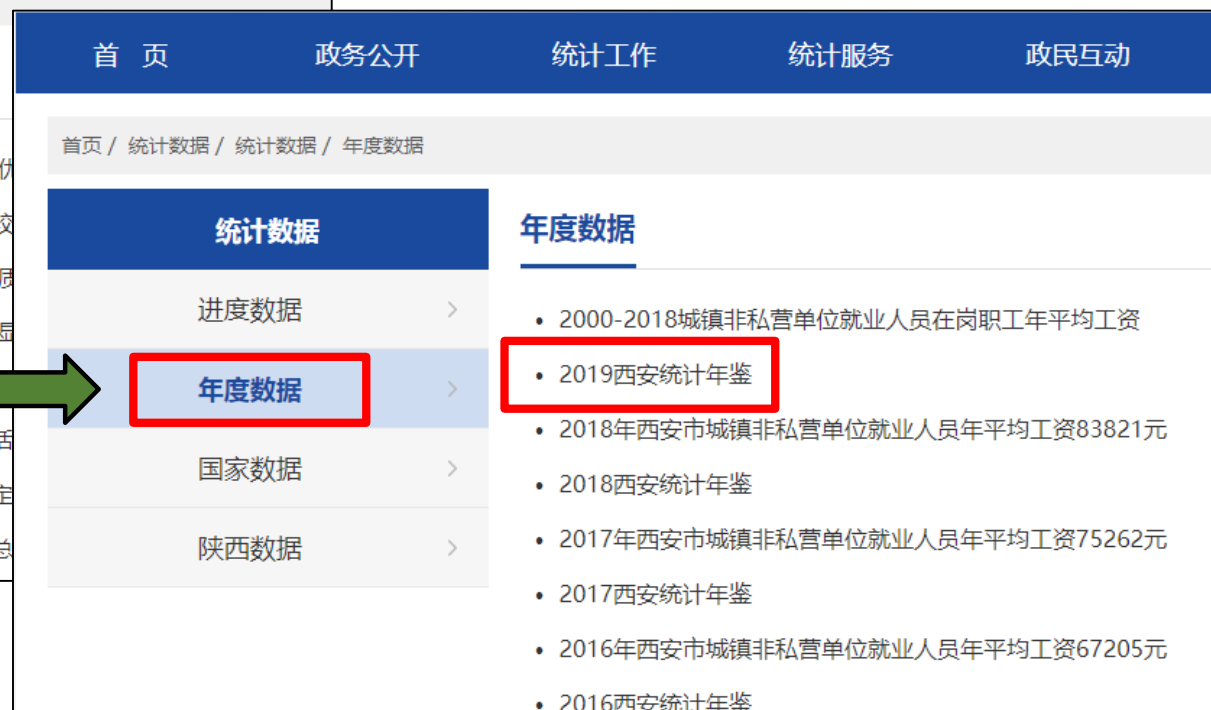 首 页 政务公开 统计工作 统计服务 政民互动
首页 / 统计数据 / 统计数据 / 年度数据
统计数据
进度数据
年度数据
国家数据
陕西数据
年度数据
• 2000-2018城镇非私营单位就业人员在岗职工年平均工资
• 2019西安统计年鉴
• 2018年西安市城镇非私营单位就业人员年平均工资83821元
• 2018西安统计年鉴
• 2017年西安市城镇非私营单位就业人员年平均工资75262元
• 2017西安统计年鉴
• 2016年西安市城镇非私营单位就业人员年平均工资67205元
• 2016西安统计年鉴